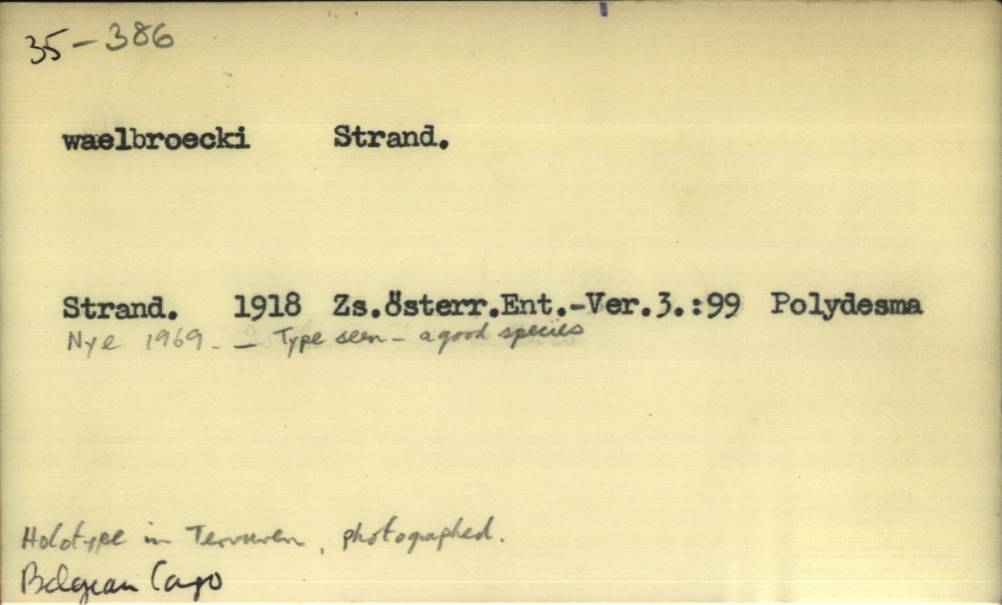 35-386
waelbroecki Strand.
Strand. 1918 Zs.österr.Ent.-Ver.3.:99 Polydesma
Nye 1969 - — Type seen - a good species
Holotype in Tervuren, photographed.
Belgian Congo